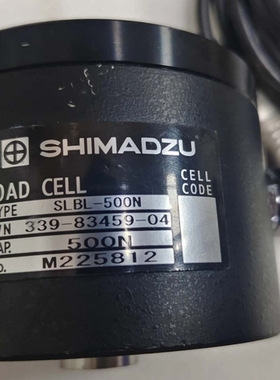 SHIMADZU
OAD CELL
CELL
CODE
YPE SLBL-500N
/N 339-83459-04
AP. 500N
O. M225812